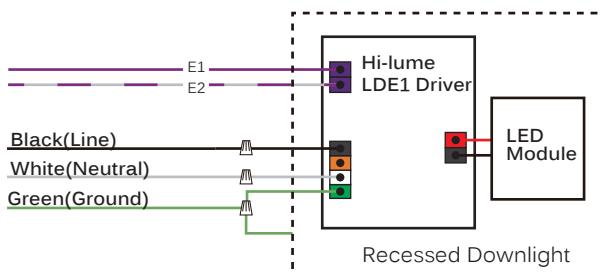 E1
E2
Hi-lume
LDE1 Driver
Black(Line)
White(Neutral)
Green(Ground)
LED
Module
Recessed Downlight